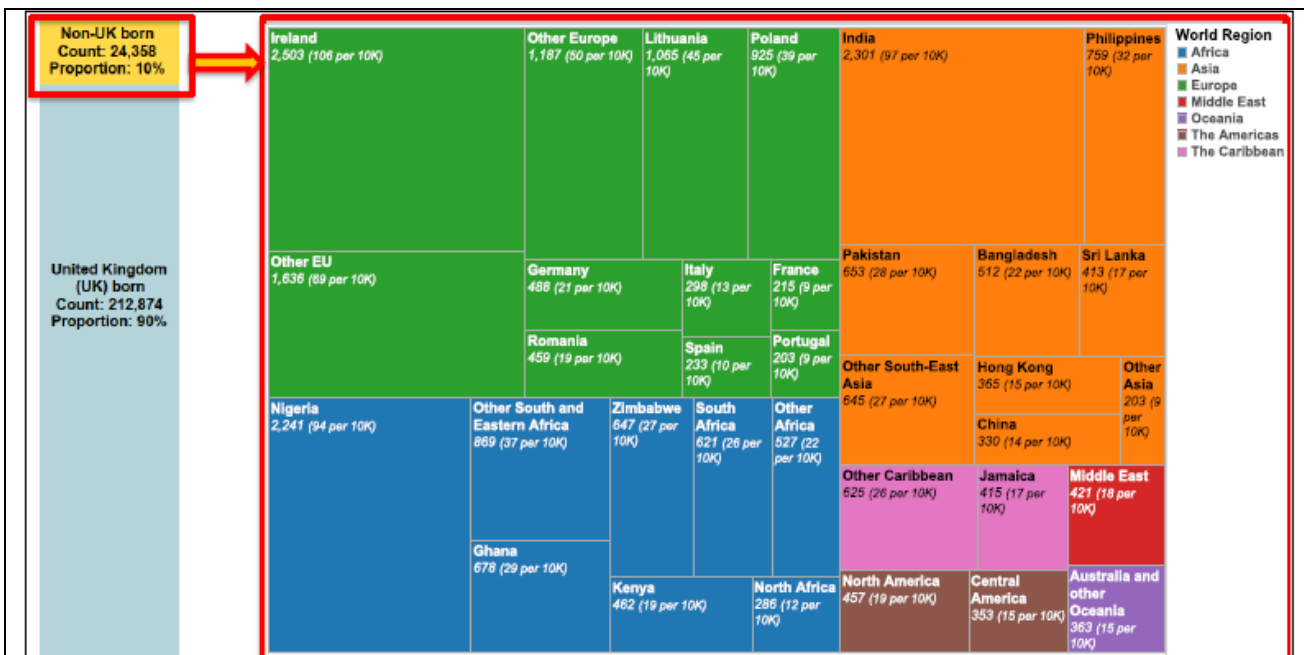 Non-UK born
Count: 24,358
Proportion: 10%
United Kingdom
(UK) born
Count: 212,874
Proportion: 90%
Ireland
2,503 (106 per 10K)
Other Europe
1,187 (50 per 10K)
Lithuania
1,065 (45 per
10K)
Poland
925 (39 per
10K)
Other EU
1,636 (69 per 10K)
Germany
488 (21 per 10K)
Italy
298 (13 per
10K)
France
215 (9 per
10K)
Romania
459 (19 per 10K)
Spain
233 (10 per
10K)
Portugal
203 (9 per
10K)
Nigeria
2,241 (94 per 10K)
Other South and
Eastern Africa
869 (37 per 10K)
Zimbabwe
647 (27 per
10K)
South
Africa
621 (26 per
10K)
Other
Africa
527 (22
per 10K)
Ghana
678 (29 per 10K)
Kenya
462 (19 per 10K)
North Africa
286 (12 per
10K)
India
2,301 (97 per 10K)
Philippines
759 (32 per
10K)
Pakistan
653 (28 per 10K)
Bangladesh
512 (22 per 10K)
Sri Lanka
413 (17 per
10K)
Other South-East
Asia
645 (27 per 10K)
Hong Kong
365 (15 per 10K)
Other
Asia
203 (9
per
10K)
China
330 (14 per 10K)
Other Caribbean
625 (26 per 10K)
Jamaica
415 (17 per
10K)
Middle East
421 (18 per
10K)
North America
457 (19 per 10K)
Central
America
353 (15 per 10K)
Australia and
other
Oceania
363 (15 per
10K)
World Region
Africa
Asia
Europe
Middle East
Oceania
The Americas
The Caribbean